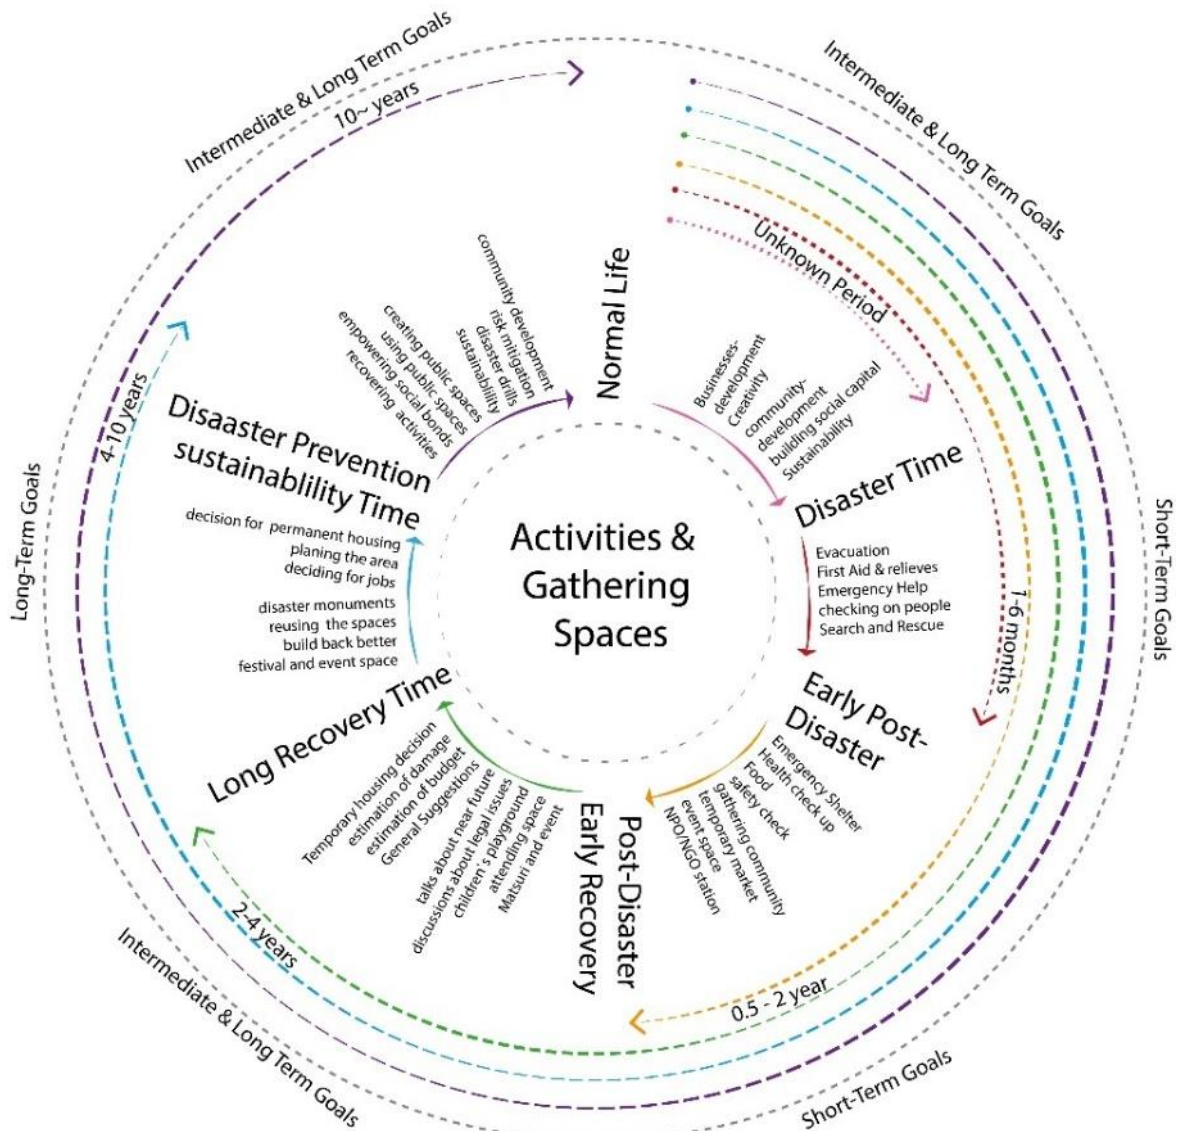 Intermediate & Long Term Goals
10~ years
Intermediate & Long Term Goals
Unknown Period
Normal Life
Businesses-
development
Creativity
community-
development
building social capital
Sustainability
Disaster Time
Evacuation
First Aid & relieves
Emergency Help
checking on people
Search and Rescue
1-6 months
Short-Term Goals
Early Post-
Disaster
Emergency Shelter
Health check up
Food
safety check
gathering community
temporary market
event space
NPO/NGO station
0.5 - 2 year
Short-Term Goals
Post-Disaster
Early Recovery
Matsuri and event
attending space
children's playground
discussions about legal issues
talks about near future
General Suggestions
estimation of budget
estimation of damage
Temporary housing decision
2-4 years
Intermediate & Long Term Goals
Long Recovery Time
festival and event space
build back better
reusing the spaces
disaster monuments
deciding for jobs
planing the area
decision for permanent housing
4-10 years
Long-Term Goals
Disaaster Prevention
sustainablility Time
recovering activities
empowering social bonds
using public spaces
creating public spaces
sustainability
disaster drills
risk mitigation
community development
Activities &
Gathering
Spaces